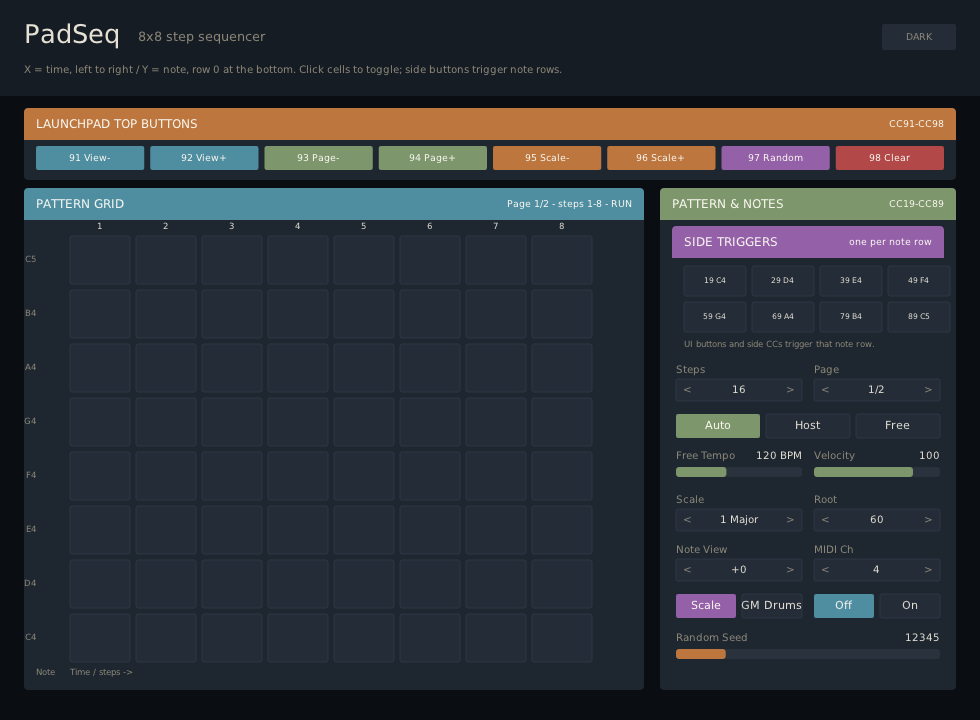 PadSeq 8x8 step sequencer DARK
X = time, left to right / Y = note, row 0 at the bottom. Click cells to toggle; side buttons trigger note rows.
LAUNCHPAD TOP BUTTONS CC91-CC98
91 View- 92 View+ 93 Page- 94 Page+ 95 Scale- 96 Scale+ 97 Random 98 Clear
PATTERN GRID Page 1/2 - steps 1-8 - RUN
1 2 3 4 5 6 7 8
C5
B4
A4
G4
F4
E4
D4
C4
Note Time / steps ->
PATTERN & NOTES CC19-CC89
SIDE TRIGGERS one per note row
19 C4 29 D4 39 E4 49 F4
59 G4 69 A4 79 B4 89 C5
UI buttons and side CCs trigger that note row.
Steps Page
< 16 > < 1/2 >
Auto Host Free
Free Tempo 120 BPM Velocity 100
Scale Root
< 1 Major > < 60 >
Note View MIDI Ch
< +0 > < 4 >
Scale GM Drums Off On
Random Seed 12345